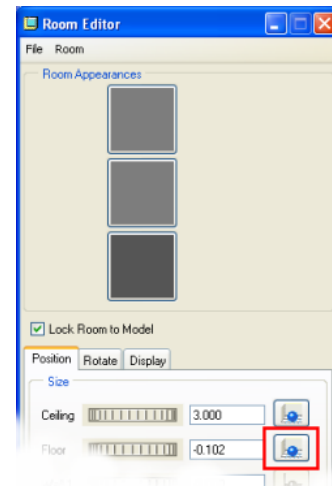 Room Editor
File Room
Room Appearances
Lock Room to Model
Position Rotate Display
Size
Ceiling 3.000
Floor -0.102